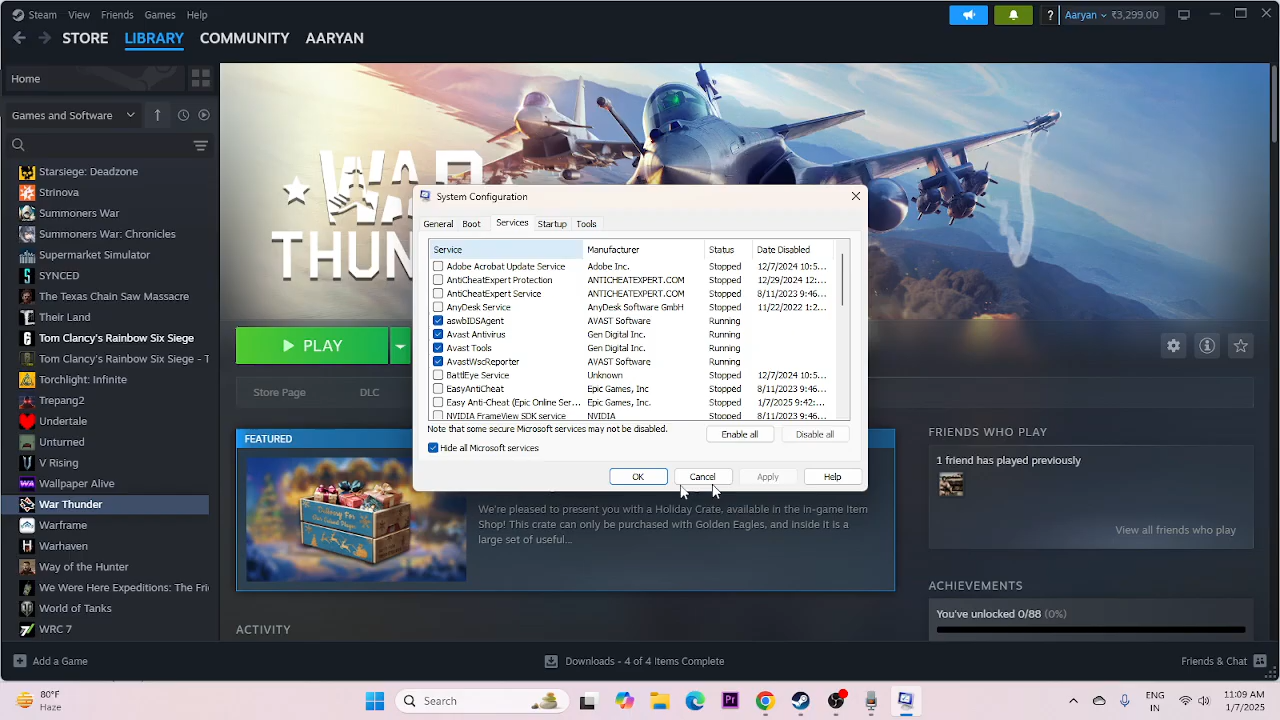 Steam View Friends Games Help
? Aaryan ₹3,299.00
STORE LIBRARY COMMUNITY AARYAN
Home
Games and Software
Starsiege: Deadzone
Strinova
Summoners War
Summoners War: Chronicles
Supermarket Simulator
SYNCED
The Texas Chain Saw Massacre
Their Land
Tom Clancy's Rainbow Six Siege
Tom Clancy's Rainbow Six Siege - T
Torchlight: Infinite
Trepang2
Undertale
Unturned
V Rising
Wallpaper Alive
War Thunder
Warframe
Warhaven
Way of the Hunter
We Were Here Expeditions: The Fri
World of Tanks
WRC 7
WAR
THUN
PLAY
Store Page DLC
System Configuration
General Boot Services Startup Tools
Service Manufacturer Status Date Disabled
Adobe Acrobat Update Service Adobe Inc. Stopped 12/7/2024 10:5...
AntiCheatExpert Protection ANTICHEATEXPERT.COM Stopped 12/29/2024 12:...
AntiCheatExpert Service ANTICHEATEXPERT.COM Stopped 8/11/2023 9:46...
AnyDesk Service AnyDesk Software GmbH Stopped 11/22/2022 1:2...
aswbIDSAgent AVAST Software Running
Avast Antivirus Gen Digital Inc. Running
Avast Tools Gen Digital Inc. Running
AvastWscReporter AVAST Software Running
BattlEye Service Unknown Stopped 12/7/2024 10:5...
EasyAntiCheat Epic Games, Inc Stopped 8/11/2023 9:46...
Easy Anti-Cheat (Epic Online Ser... Epic Games, Inc. Stopped 1/7/2025 9:42:...
NVIDIA FrameView SDK service NVIDIA Stopped 8/11/2023 9:46...
Note that some secure Microsoft services may not be disabled.
Enable all Disable all
Hide all Microsoft services
OK Cancel Apply Help
FEATURED
We're pleased to present you with a Holiday Crate, available in the in-game Item
Shop! This crate can only be purchased with Golden Eagles, and inside it is a
large set of useful...
ACTIVITY
FRIENDS WHO PLAY
1 friend has played previously
View all friends who play
ACHIEVEMENTS
You've unlocked 0/88 (0%)
Add a Game
Downloads - 4 of 4 Items Complete
Friends & Chat
80°F
Haze
Search
Pr
ENG
IN
11:09 AM
1/7/2025